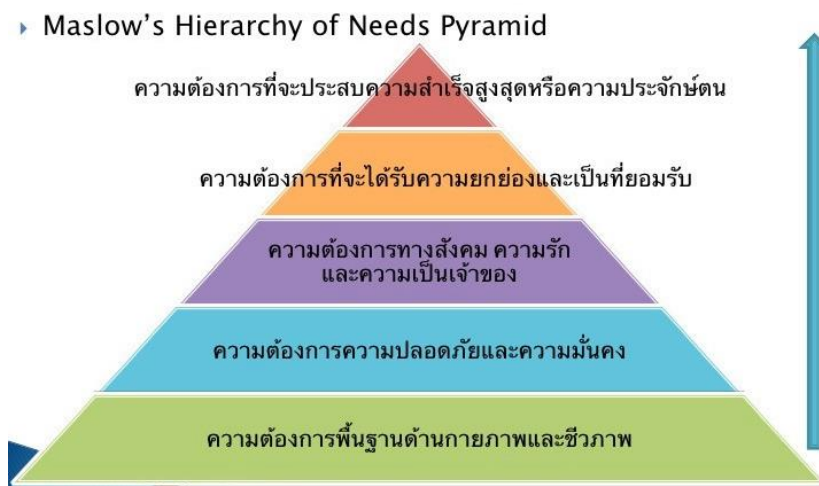 Maslow's Hierarchy of Needs Pyramid
ความต้องการที่จะประสบความสำเร็จสูงสุดหรือความประจักษ์ตน
ความต้องการที่จะได้รับความยกย่องและเป็นที่ยอมรับ
ความต้องการทางสังคม ความรัก
และความเป็นเจ้าของ
ความต้องการความปลอดภัยและความมั่นคง
ความต้องการพื้นฐานด้านกายภาพและชีวภาพ